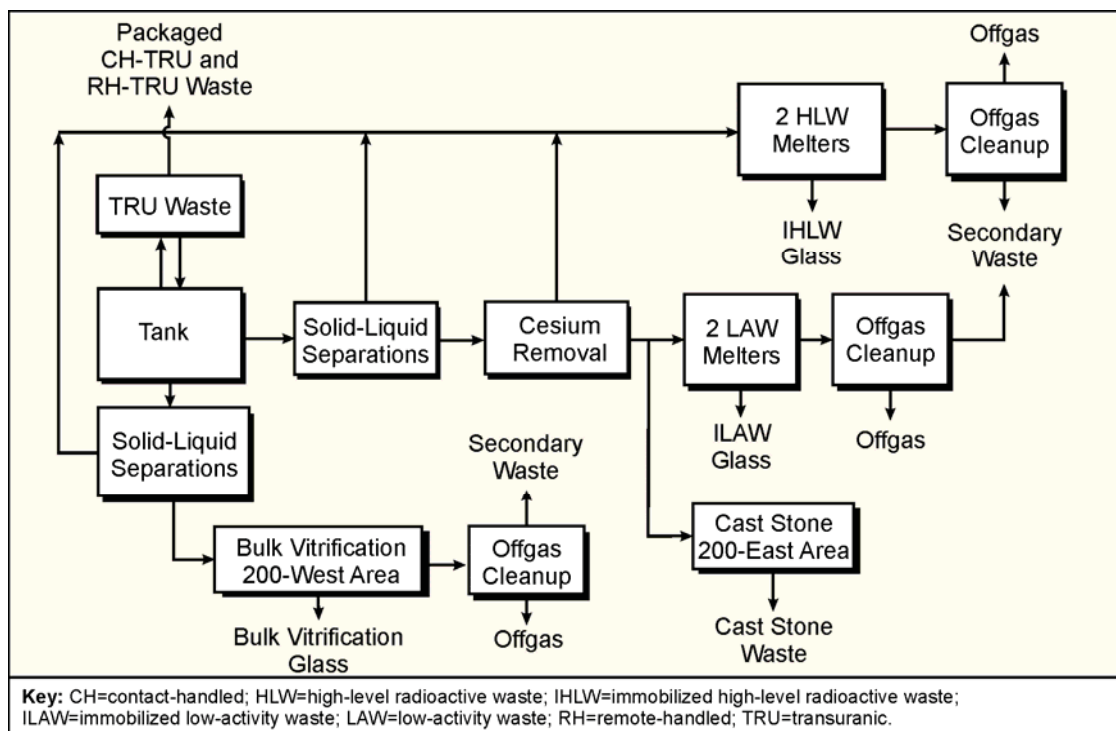 Packaged
CH-TRU and
RH-TRU Waste
Offgas
2 HLW
Melters
Offgas
Cleanup
TRU Waste
IHLW
Glass
Secondary
Waste
Tank
Solid-Liquid
Separations
Cesium
Removal
2 LAW
Melters
Offgas
Cleanup
Solid-Liquid
Separations
Secondary
Waste
ILAW
Glass
Offgas
Bulk Vitrification
200-West Area
Offgas
Cleanup
Cast Stone
200-East Area
Bulk Vitrification
Glass
Offgas
Cast Stone
Waste
Key: CH=contact-handled; HLW=high-level radioactive waste; IHLW=immobilized high-level radioactive waste;
ILAW=immobilized low-activity waste; LAW=low-activity waste; RH=remote-handled; TRU=transuranic.